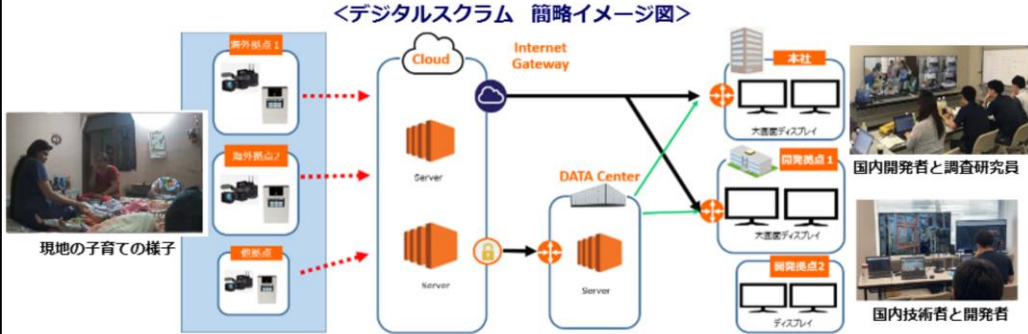 <デジタルスクラム 簡略イメージ図>
海外拠点1
海外拠点2
他拠点
現地の子育ての様子
Cloud
Server
Server
Internet
Gateway
DATA Center
Server
本社
大画面ディスプレイ
開発拠点1
大画面ディスプレイ
開発拠点2
ディスプレイ
国内開発者と調査研究員
国内技術者と開発者